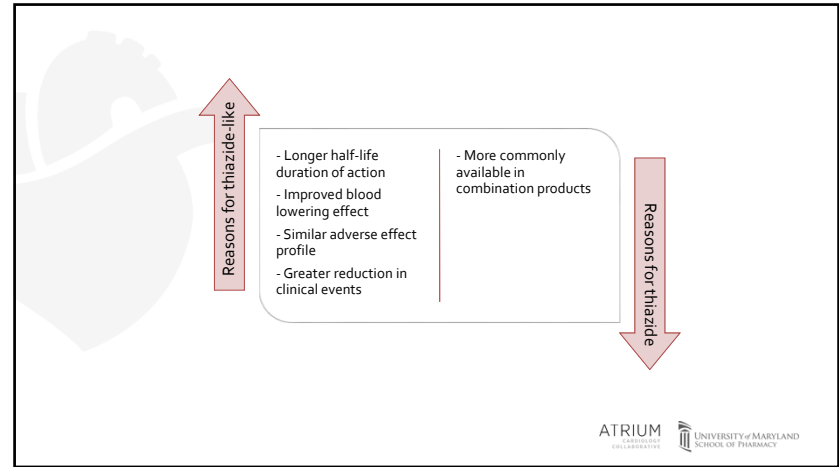 Reasons for thiazide-like
- Longer half-life
duration of action
- Improved blood
lowering effect
- Similar adverse effect
profile
- Greater reduction in
clinical events
- More commonly
available in
combination products
Reasons for thiazide
ATRIUM
CARDIOLOGY
COLLABORATIVE
UNIVERSITY of MARYLAND
SCHOOL OF PHARMACY